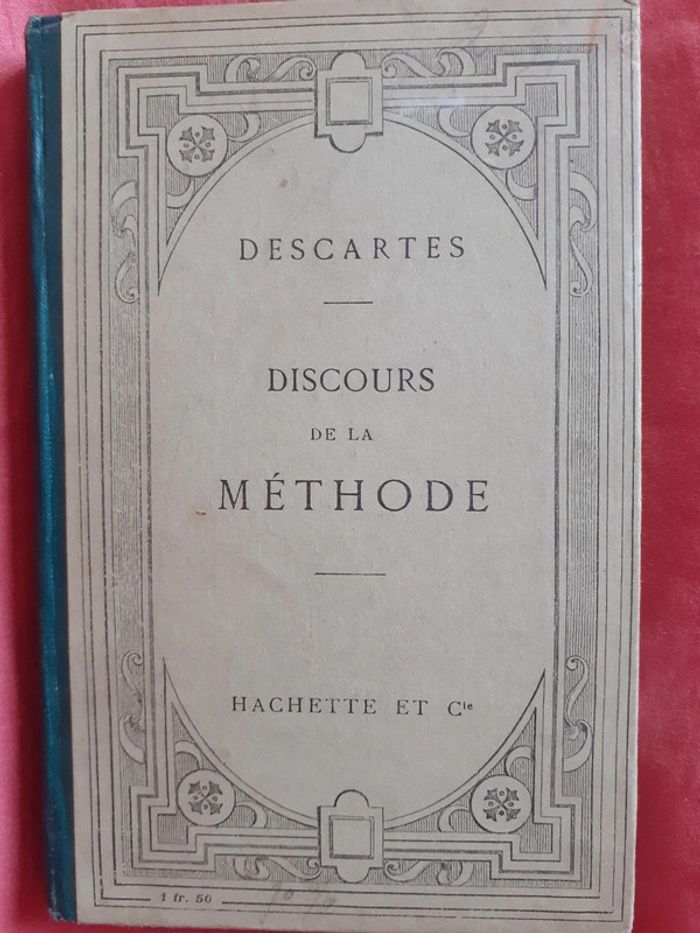 DESCARTES
DISCOURS
DE LA
MÉTHODE
HACHETTE ET Cie
1 fr. 50